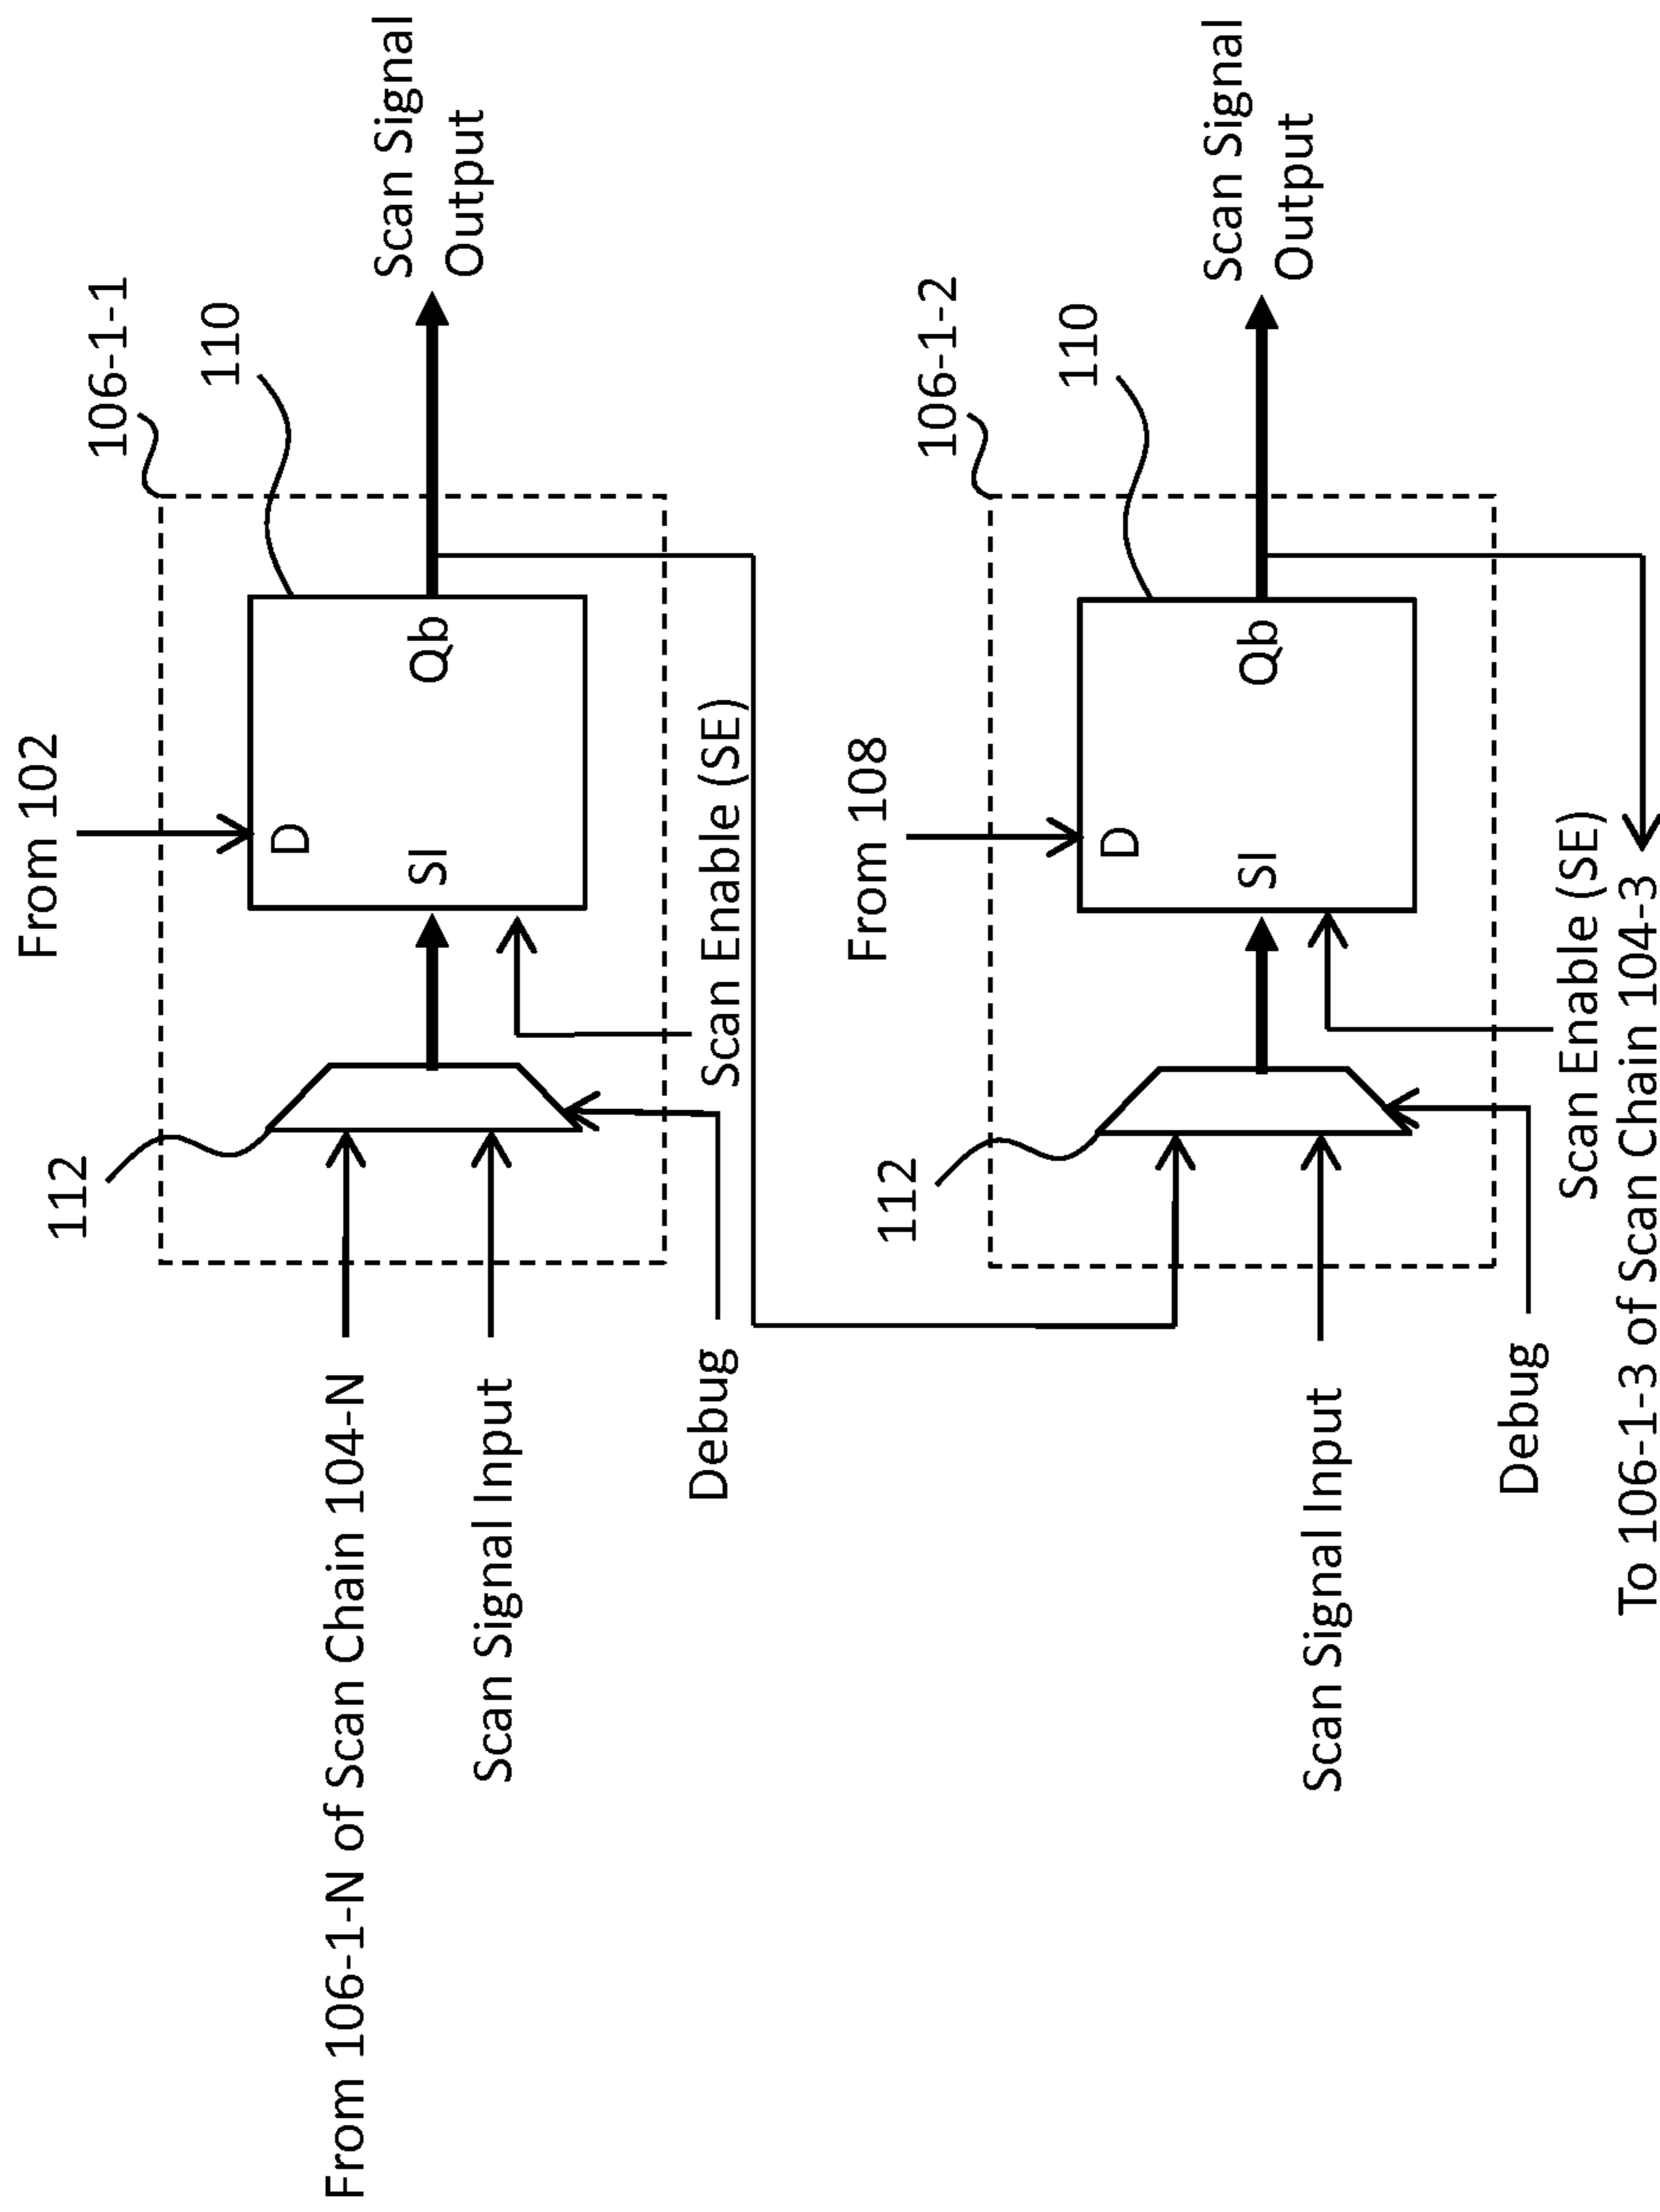 From 102
106-1-1
112
110
D
From 106-1-N of Scan Chain 104-N
SI
Qb
Scan Signal
Output
Scan Signal Input
Scan Enable (SE)
Debug
From 108
106-1-2
112
110
D
SI
Qb
Scan Signal
Output
Scan Signal Input
Debug
Scan Enable (SE)
To 106-1-3 of Scan Chain 104-3